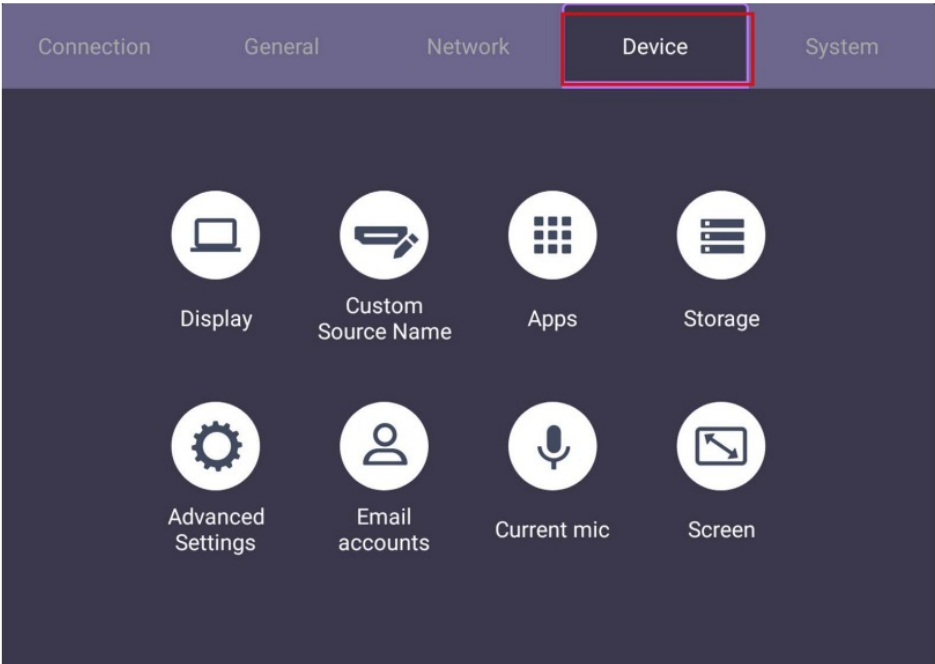 Connection
General
Network
Device
System
Display
Custom
Source Name
Apps
Storage
Advanced
Settings
Email
accounts
Current mic
Screen